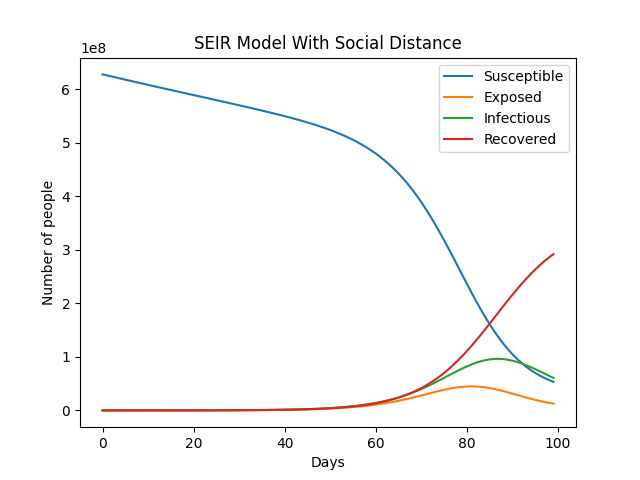 SEIR Model With Social Distance
1e8
Susceptible
Exposed
Infectious
Recovered
6
5
4
3
2
1
0
Number of people
0 20 40 60 80 100
Days